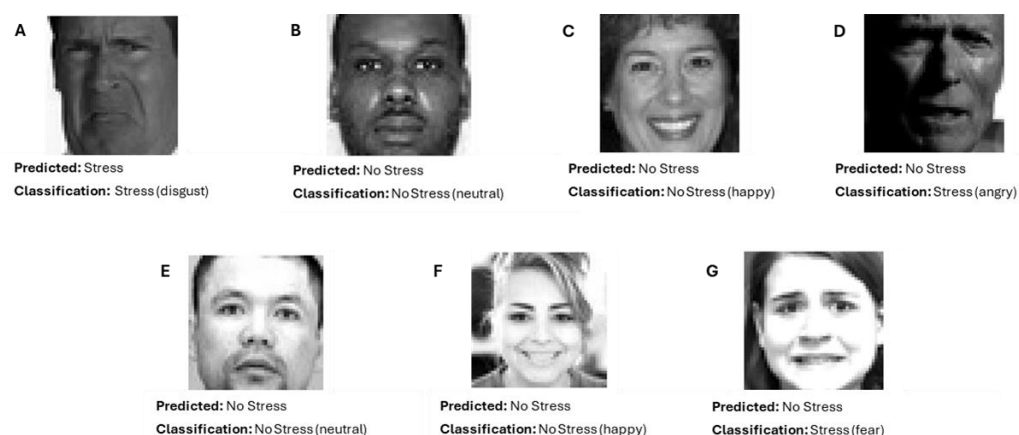 A
B
C
D
Predicted: Stress
Classification: Stress (disgust)
Predicted: No Stress
Classification: No Stress (neutral)
Predicted: No Stress
Classification: No Stress (happy)
Predicted: No Stress
Classification: Stress (angry)
E
F
G
Predicted: No Stress
Classification: No Stress (neutral)
Predicted: No Stress
Classification: No Stress (happy)
Predicted: No Stress
Classification: Stress (fear)